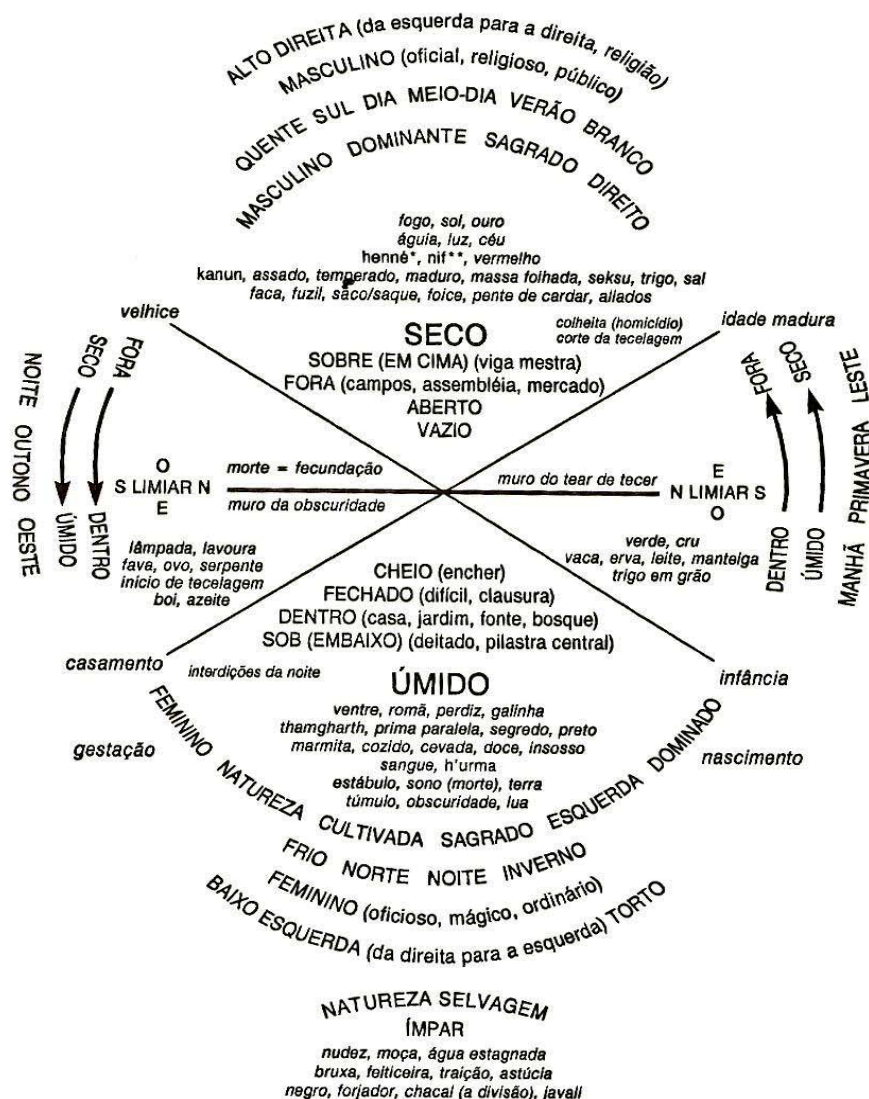 ALTO DIREITA (da esquerda para a direita, religião)
MASCULINO (oficial, religioso, público)
QUENTE SUL DIA MEIO-DIA VERÃO BRANCO
MASCULINO DOMINANTE SAGRADO DIREITO
fogo, sol, ouro
águia, luz, céu
henné*, nif**, vermelho
kanun, assado, temperado, maduro, massa folhada, seksu, trigo, sal
faca, fuzil, saco/saque, foice, pente de cardar, aliados
velhice
SECO
colheita (homicídio)
corte da tecelagem
idade madura
SOBRE (EM CIMA) (viga mestra)
FORA (campos, assembléia, mercado)
ABERTO
VAZIO
NOITE OUTONO OESTE
SECO
FORA
ÚMIDO
DENTRO
O
S LIMIAR N
E
morte = fecundação
muro da obscuridade
muro do tear de tecer
E
N LIMIAR S
O
FORA
SECO
DENTRO
ÚMIDO
MANHÃ PRIMAVERA LESTE
lâmpada, lavoura
fava, ovo, serpente
início de tecelagem
boi, azeite
verde, cru
vaca, erva, leite, manteiga
trigo em grão
CHEIO (encher)
FECHADO (difícil, clausura)
DENTRO (casa, jardim, fonte, bosque)
SOB (EMBAIXO) (deitado, pilastra central)
casamento
interdições da noite
infância
ÚMIDO
ventre, romã, perdiz, galinha
thamgharth, prima paralela, segredo, preto
marmita, cozido, cevada, doce, insosso
sangue, h'urma
estábulo, sono (morte), terra
túmulo, obscuridade, lua
gestação
nascimento
FEMININO NATUREZA CULTIVADA SAGRADO ESQUERDA DOMINADO
FRIO NORTE NOITE INVERNO
FEMININO (oficioso, mágico, ordinário)
BAIXO ESQUERDA (da direita para a esquerda) TORTO
NATUREZA SELVAGEM
ÍMPAR
nudez, moça, água estagnada
bruxa, feiticeira, traição, astúcia
negro, forjador, chacal (a divisão), javali